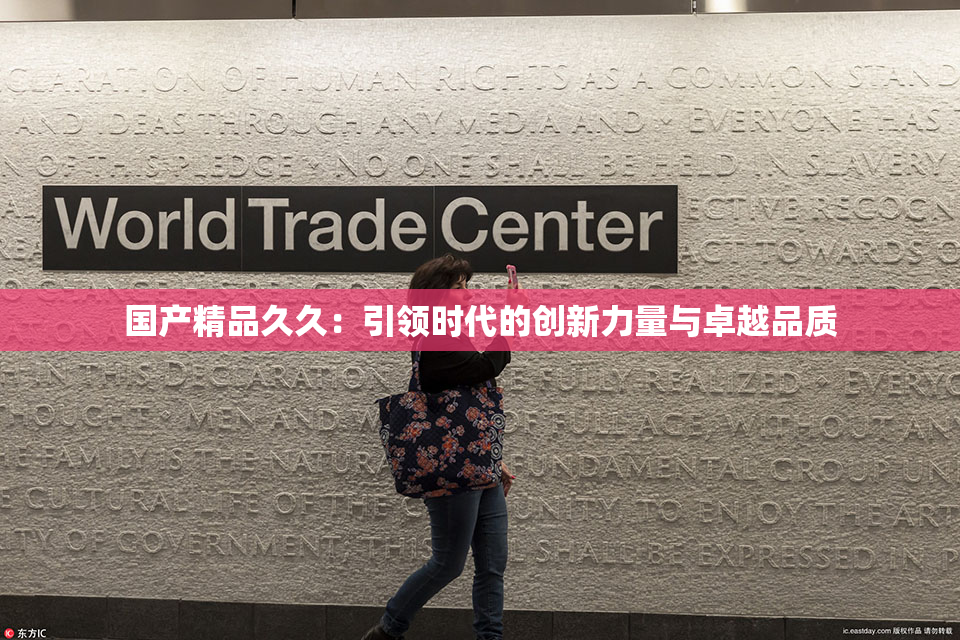 CLARATION OF HUMAN RIGHTS AS A COMMON STAND
AND IDEAS THROUGH ANY MEDIA AND EVERYONE HAS
OF THIS PLEDGE NO ONE SHALL BE HELD IN SLAVERY
World Trade Center
ECTIVE RECOGN
ACT TOWARDS O
国产精品久久：引领时代的创新力量与卓越品质
IN THIS DECLARATION BE FULLY REALIZED EVERYO
THOUGHT MEN AND OF FULL AGE WITHO
FAMILY IS THE NATURA FUNDAMENTAL GROUP
CULTURAL LIFE OF THE COMMUNITY, TO ENJOY THE ART
TY OF GOVERNMENT; THIS SHALL BE EXPRESSED IN P
东方IC
ic.eastday.com 版权作品 请勿转载